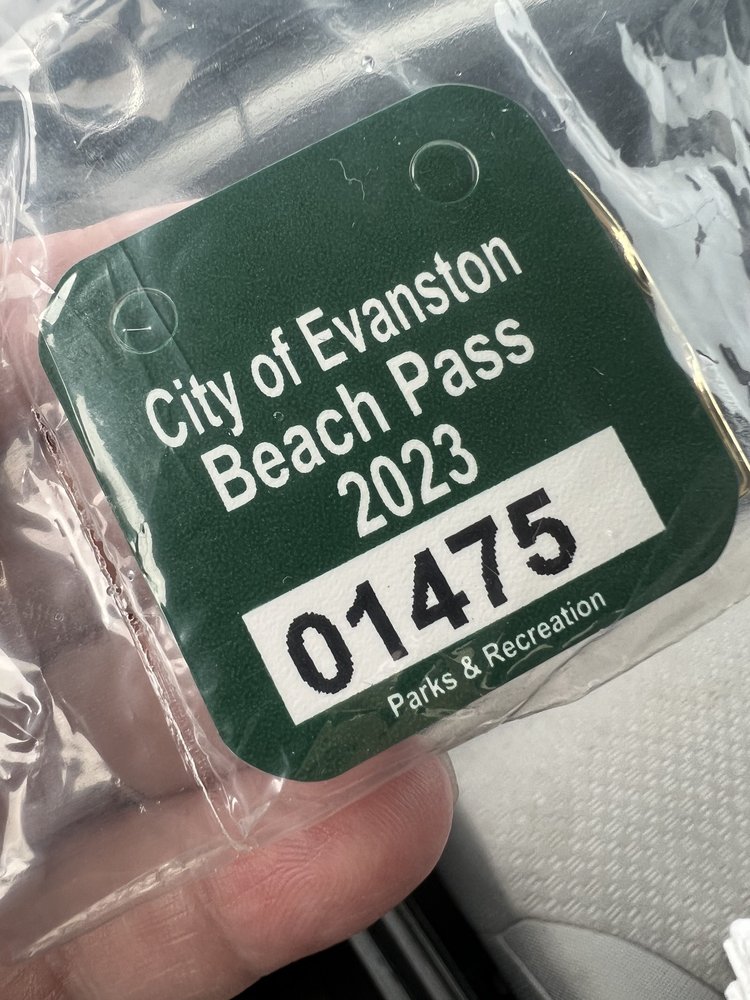 City of Evanston
Beach Pass
2023
01475
Parks & Recreation